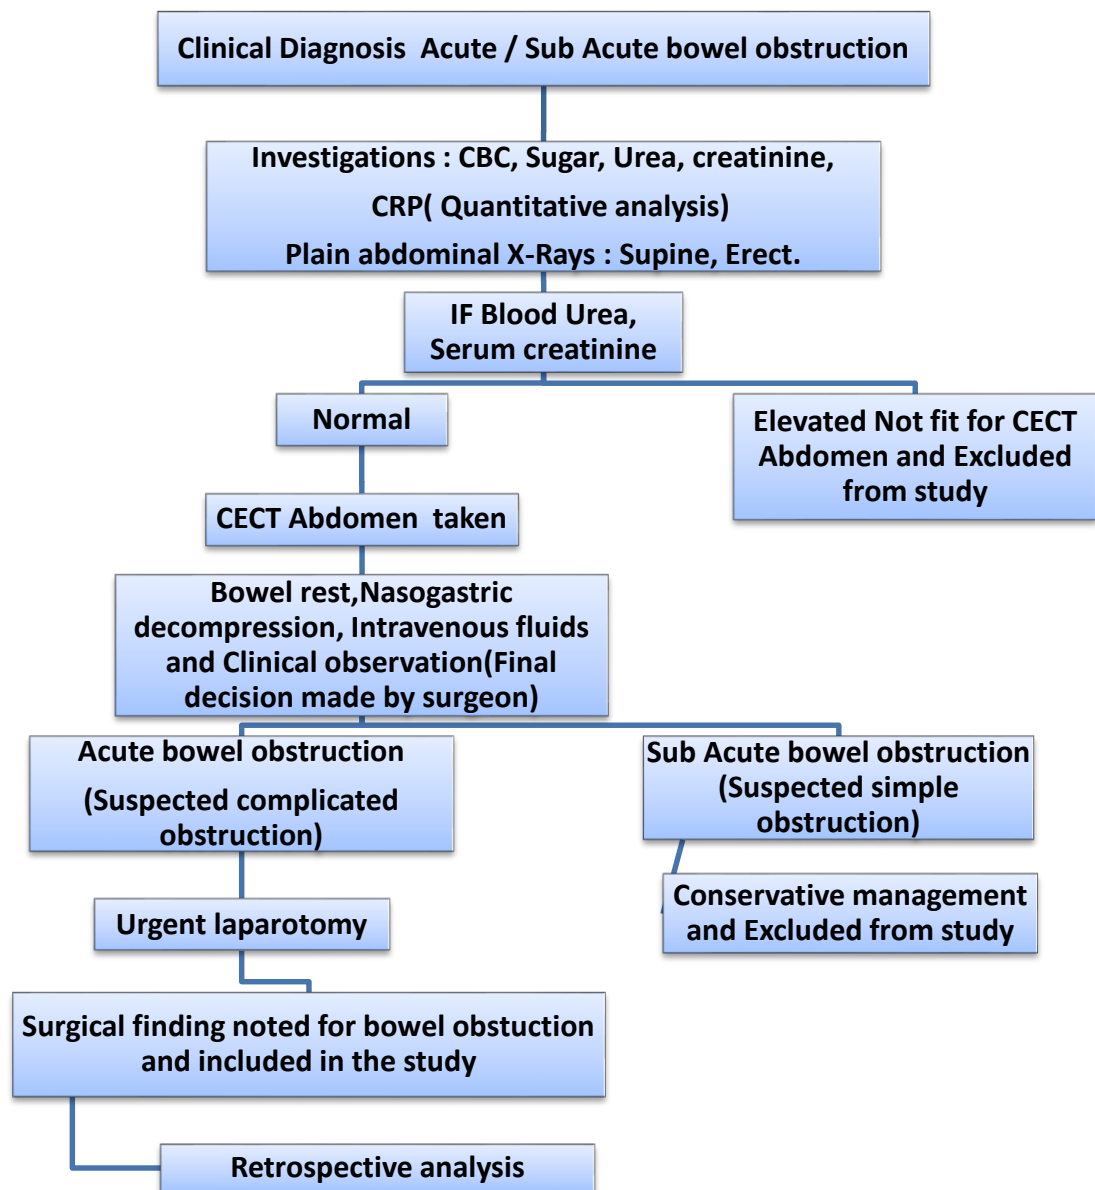 Clinical Diagnosis  Acute / Sub Acute bowel obstruction
Investigations : CBC, Sugar, Urea, creatinine,
CRP( Quantitative analysis)
Plain abdominal X-Rays : Supine, Erect.
IF Blood Urea,
Serum creatinine
Normal
Elevated Not fit for CECT
Abdomen and Excluded
from study
CECT Abdomen  taken
Bowel rest,Nasogastric
decompression, Intravenous fluids
and Clinical observation(Final
decision made by surgeon)
Acute bowel obstruction
(Suspected complicated
obstruction)
Sub Acute bowel obstruction
(Suspected simple
obstruction)
Urgent laparotomy
Conservative management
and Excluded from study
Surgical finding noted for bowel obstuction
and included in the study
Retrospective analysis